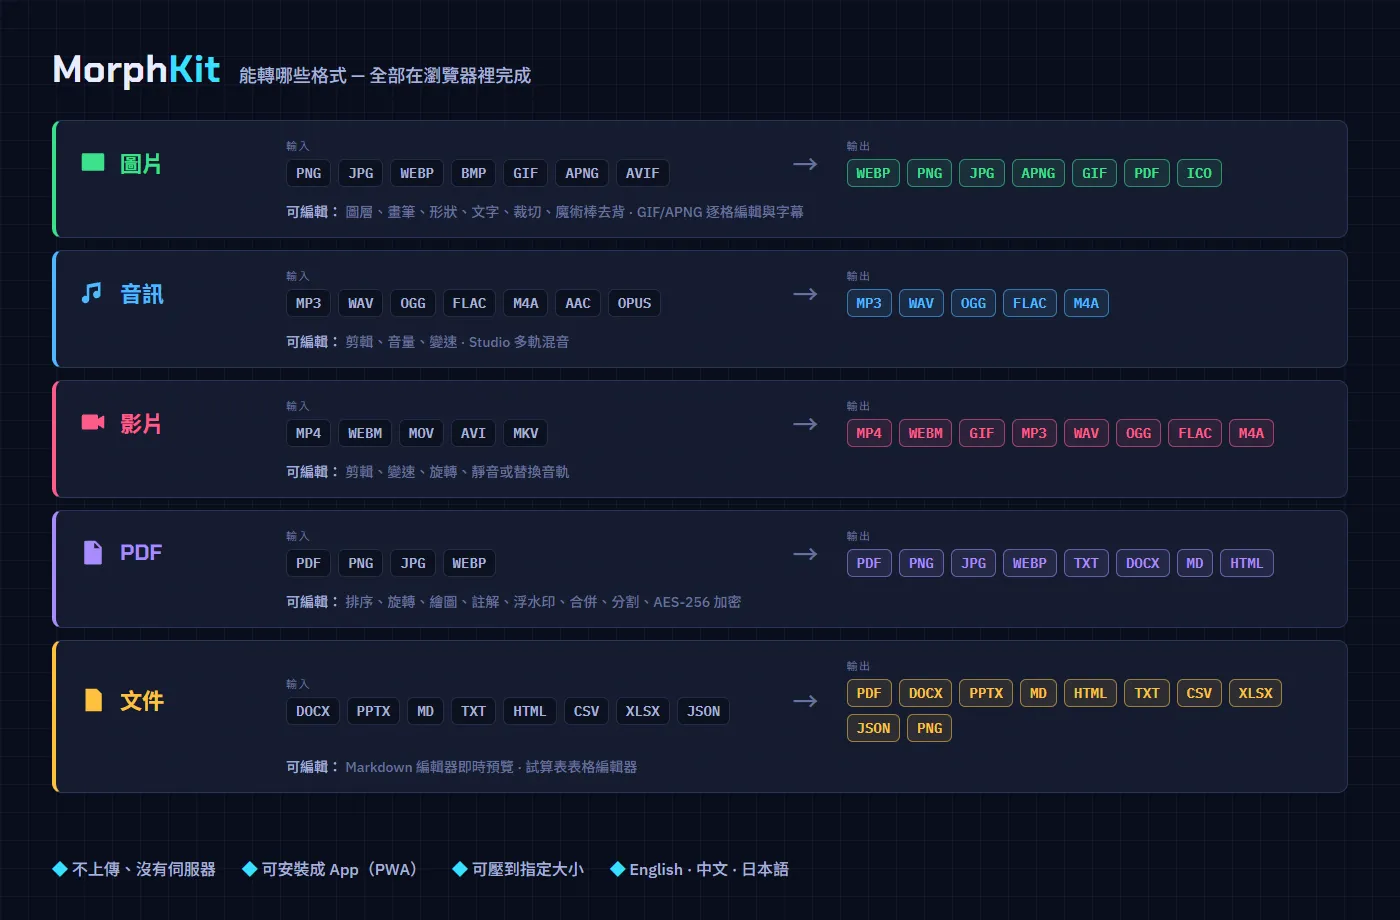 MorphKit 能轉哪些格式 — 全部在瀏覽器裡完成
圖片
輸入
PNG JPG WEBP BMP GIF APNG AVIF
→
輸出
WEBP PNG JPG APNG GIF PDF ICO
可編輯： 圖層、畫筆、形狀、文字、裁切、魔術棒去背 · GIF/APNG 逐格編輯與字幕
音訊
輸入
MP3 WAV OGG FLAC M4A AAC OPUS
→
輸出
MP3 WAV OGG FLAC M4A
可編輯： 剪輯、音量、變速 · Studio 多軌混音
影片
輸入
MP4 WEBM MOV AVI MKV
→
輸出
MP4 WEBM GIF MP3 WAV OGG FLAC M4A
可編輯： 剪輯、變速、旋轉、靜音或替換音軌
PDF
輸入
PDF PNG JPG WEBP
→
輸出
PDF PNG JPG WEBP TXT DOCX MD HTML
可編輯： 排序、旋轉、繪圖、註解、浮水印、合併、分割、AES-256 加密
文件
輸入
DOCX PPTX MD TXT HTML CSV XLSX JSON
→
輸出
PDF DOCX PPTX MD HTML TXT CSV XLSX
JSON PNG
可編輯： Markdown 編輯器即時預覽 · 試算表表格編輯器
◆ 不上傳、沒有伺服器 ◆ 可安裝成 App（PWA） ◆ 可壓到指定大小 ◆ English · 中文 · 日本語